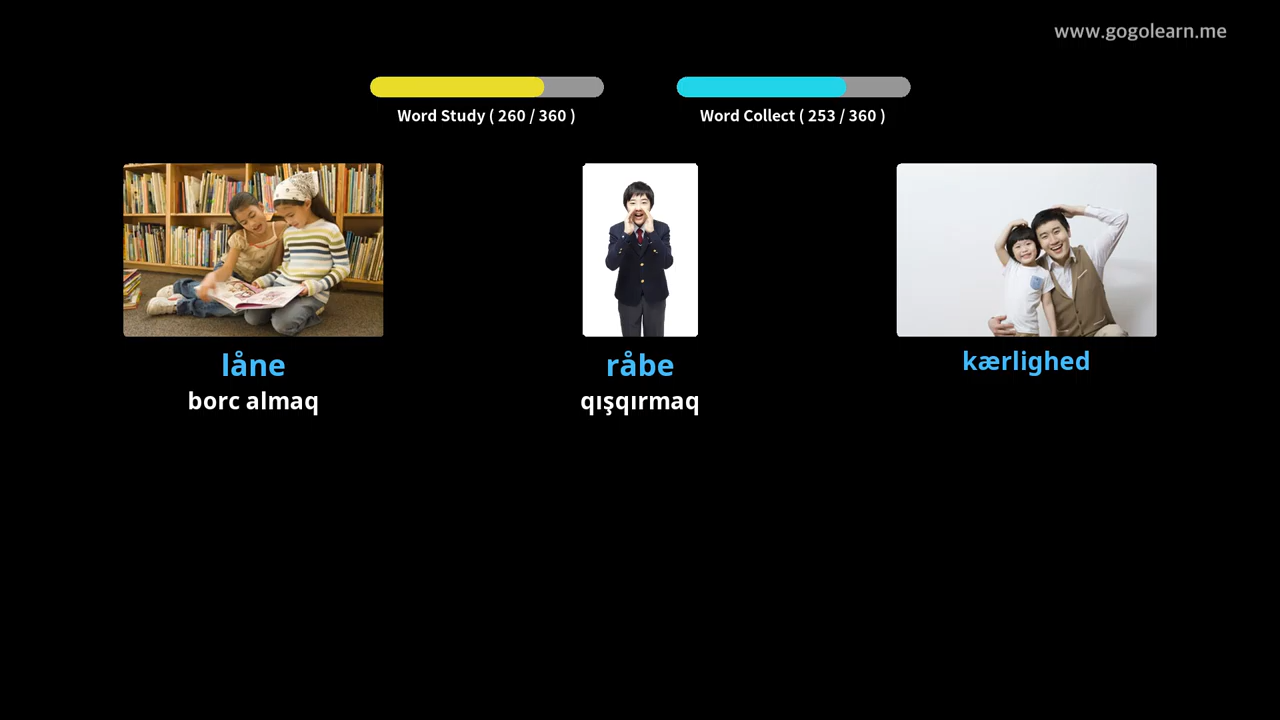 www.gogolearn.me
Word Study ( 260 / 360 )
Word Collect ( 253 / 360 )
låne
borc almaq
råbe
qışqırmaq
kærlighed